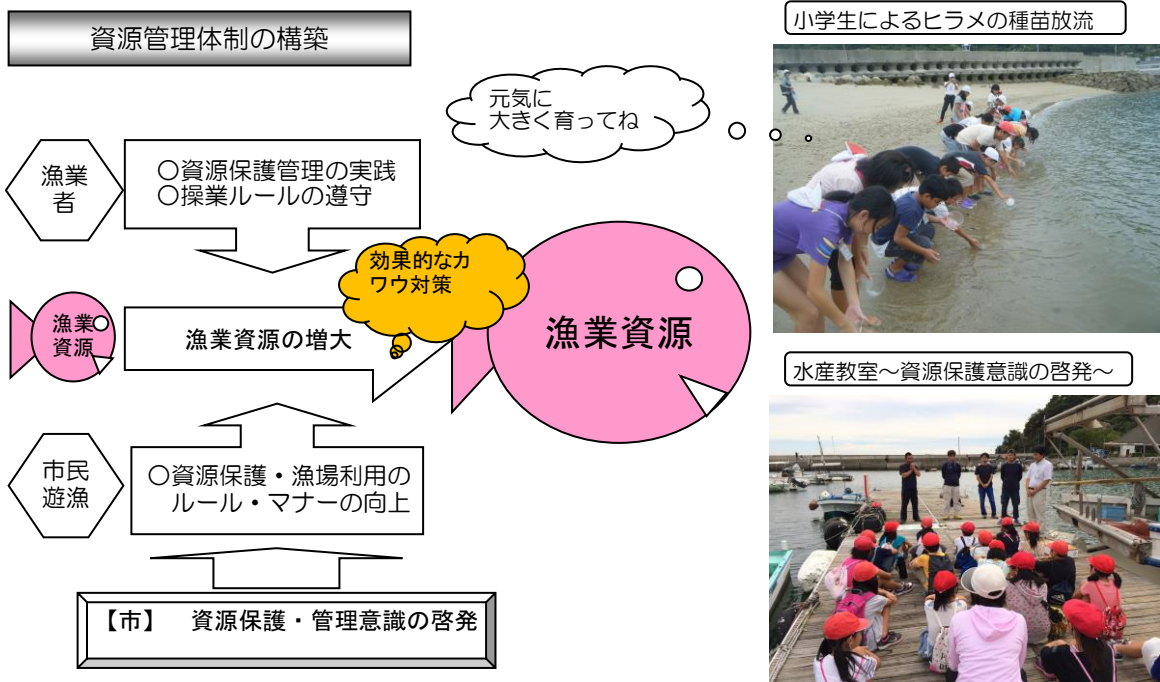 資源管理体制の構築
小学生によるヒラメの種苗放流
元気に
大きく育ってね
漁業
者
〇資源保護管理の実践
〇操業ルールの遵守
効果的なカ
ワウ対策
漁業
資源
漁業資源の増大
漁業資源
水産教室～資源保護意識の啓発～
市民
遊漁
〇資源保護・漁場利用の
ルール・マナーの向上
【市】　資源保護・管理意識の啓発